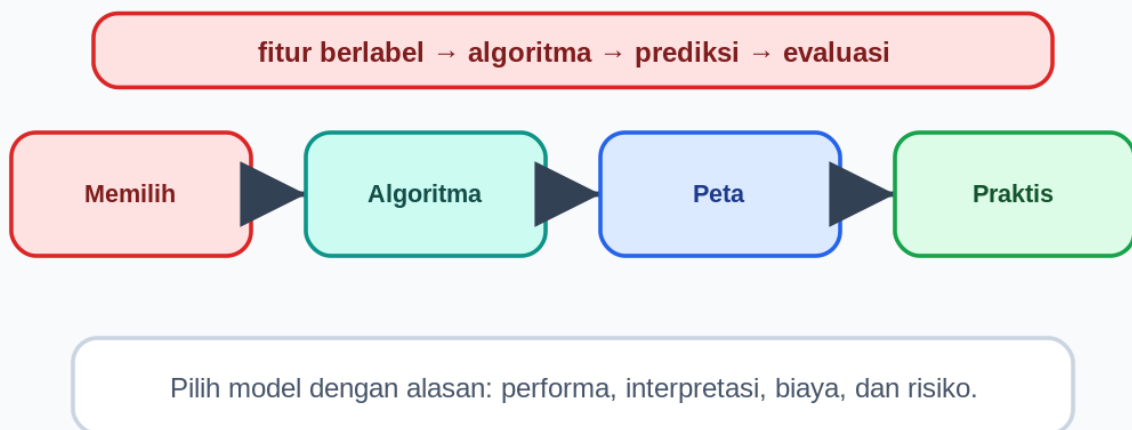 fitur berlabel → algoritma → prediksi → evaluasi
Memilih
Algoritma
Peta
Praktis
Pilih model dengan alasan: performa, interpretasi, biaya, dan risiko.